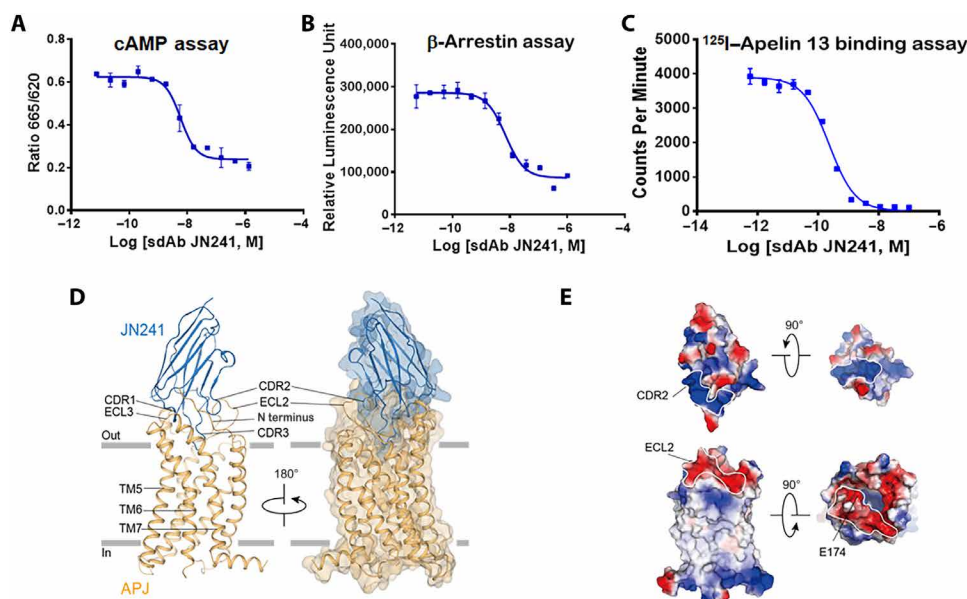 A
cAMP assay
Ratio 665/620
0.8
0.6
0.4
0.2
0.0
−12
−10
−8
−6
−4
Log [sdAb JN241, M]
B
β-Arrestin assay
Relative Luminescence Unit
400,000
300,000
200,000
100,000
0
−12
−10
−8
−6
−4
Log [sdAb JN241, M]
C
¹²⁵I–Apelin 13 binding assay
Counts Per Minute
5000
4000
3000
2000
1000
0
−14
−12
−10
−8
−6
Log [sdAb JN241, M]
D
JN241
CDR1
ECL3
CDR2
ECL2
N terminus
CDR3
Out
TM5
TM6
TM7
In
APJ
180°
E
90°
CDR2
ECL2
90°
E174